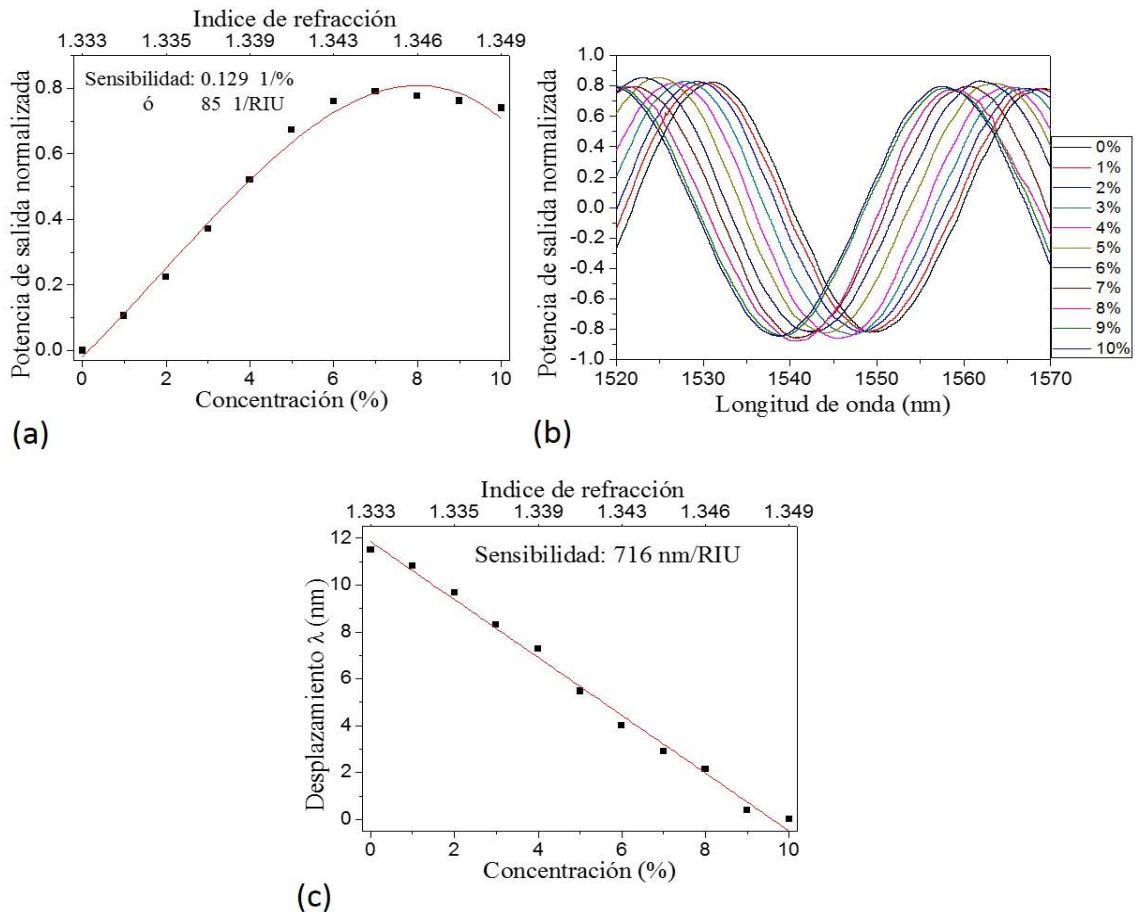 Indice de refracción
1.333 1.335 1.339 1.343 1.346 1.349
Sensibilidad: 0.129 1/%
ó 85 1/RIU
Potencia de salida normalizada
0.8
0.6
0.4
0.2
0.0
0 2 4 6 8 10
Concentración (%)
(a)
Potencia de salida normalizada
1.0
0.8
0.6
0.4
0.2
0.0
-0.2
-0.4
-0.6
-0.8
-1.0
1520 1530 1540 1550 1560 1570
Longitud de onda (nm)
0%
1%
2%
3%
4%
5%
6%
7%
8%
9%
10%
(b)
Indice de refracción
1.333 1.335 1.339 1.343 1.346 1.349
Sensibilidad: 716 nm/RIU
Desplazamiento λ (nm)
12
10
8
6
4
2
0
0 2 4 6 8 10
Concentración (%)
(c)